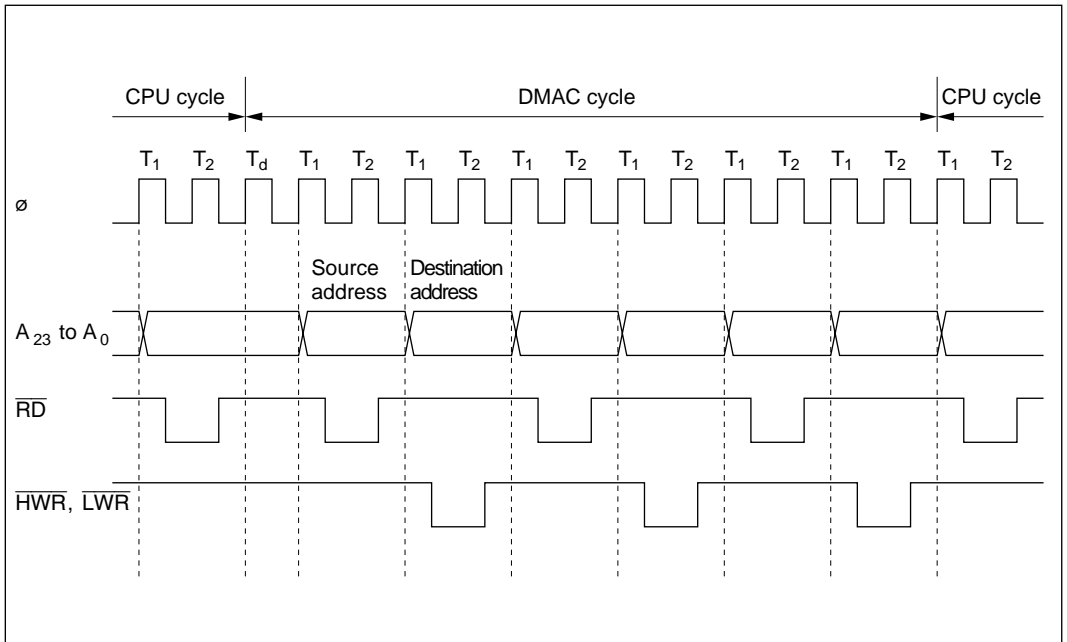 CPU cycle DMAC cycle CPU cycle
T1 T2 Td T1 T2 T1 T2 T1 T2 T1 T2 T1 T2 T1 T2 T1 T2
ø
Source address
Destination address
A23 to A0
RD
HWR, LWR